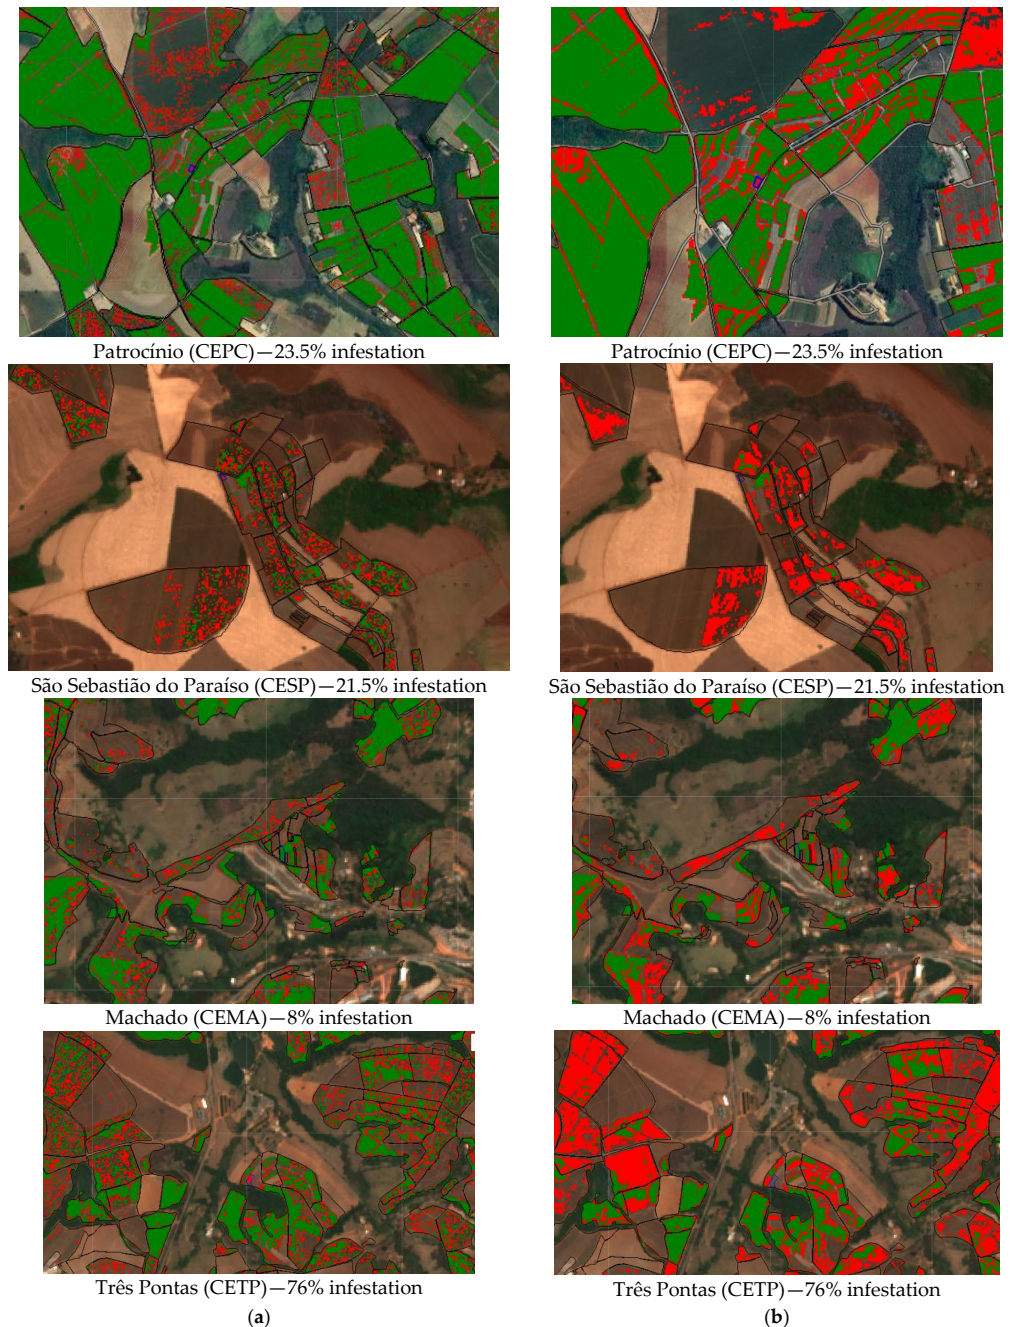 Patrocínio (CEPC)—23.5% infestation
Patrocínio (CEPC)—23.5% infestation
São Sebastião do Paraíso (CESP)—21.5% infestation
São Sebastião do Paraíso (CESP)—21.5% infestation
Machado (CEMA)—8% infestation
Machado (CEMA)—8% infestation
Três Pontas (CETP)—76% infestation
Três Pontas (CETP)—76% infestation
(a)
(b)